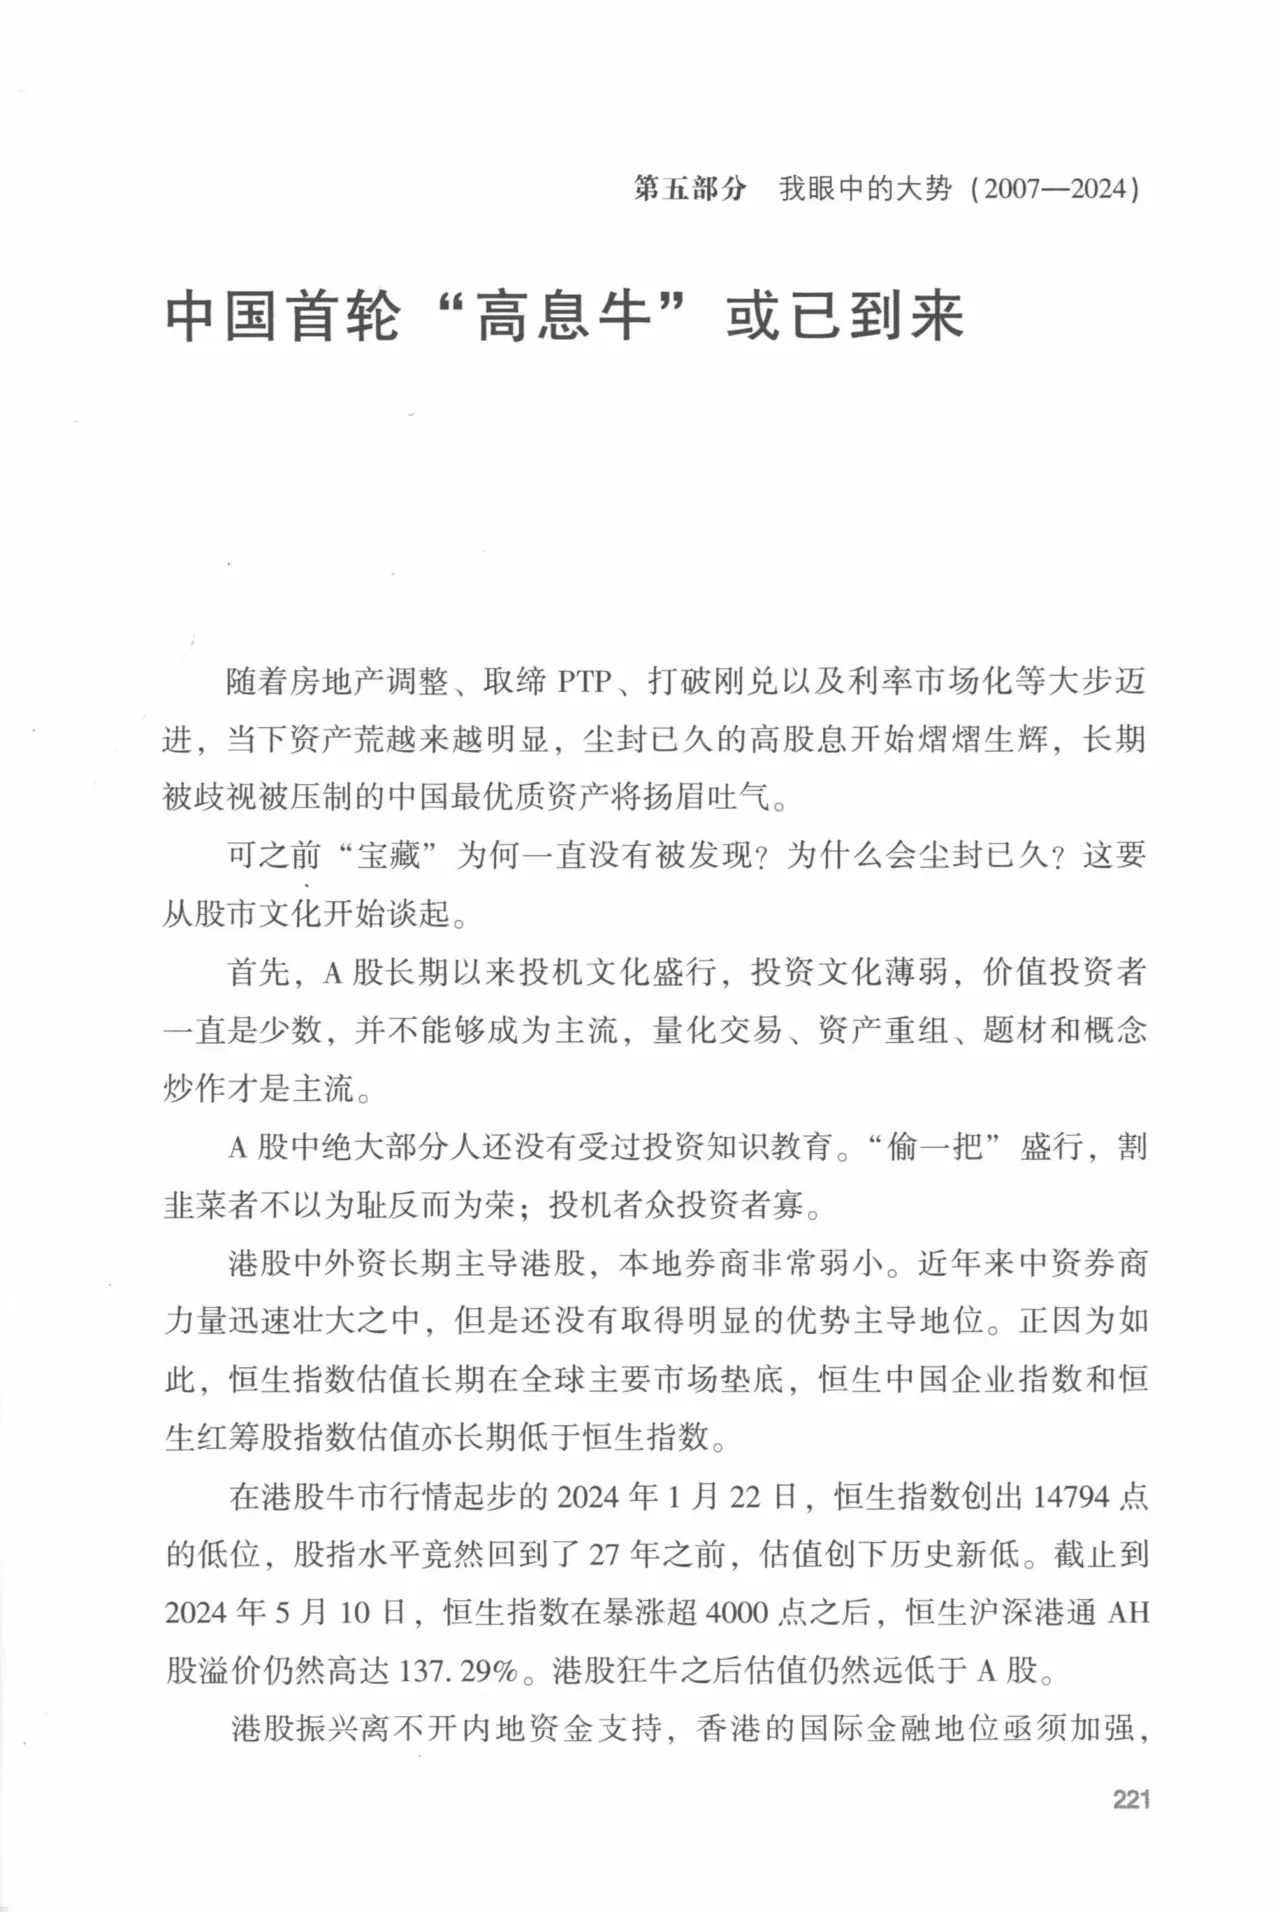 第五部分 我眼中的大势（2007—2024）
中国首轮“高息牛”或已到来
随着房地产调整、取缔 PTP、打破刚兑以及利率市场化等大步迈
进，当下资产荒越来越明显，尘封已久的高股息开始熠熠生辉，长期
被歧视被压制的中国最优质资产将扬眉吐气。
可之前“宝藏”为何一直没有被发现？为什么会尘封已久？这要
从股市文化开始谈起。
首先，A 股长期以来投机文化盛行，投资文化薄弱，价值投资者
一直是少数，并不能够成为主流，量化交易、资产重组、题材和概念
炒作才是主流。
A 股中绝大部分人还没有受过投资知识教育。“偷一把”盛行，割
韭菜者不以为耻反而为荣；投机者众投资者寡。
港股中外资长期主导港股，本地券商非常弱小。近年来中资券商
力量迅速壮大之中，但是还没有取得明显的优势主导地位。正因为如
此，恒生指数估值长期在全球主要市场垫底，恒生中国企业指数和恒
生红筹股指数估值亦长期低于恒生指数。
在港股牛市行情起步的 2024 年 1 月 22 日，恒生指数创出 14794 点
的低位，股指水平竟然回到了 27 年之前，估值创下历史新低。截止到
2024 年 5 月 10 日，恒生指数在暴涨超 4000 点之后，恒生沪深港通 AH
股溢价仍然高达 137.29%。港股狂牛之后估值仍然远低于 A 股。
港股振兴离不开内地资金支持，香港的国际金融地位亟须加强，
221